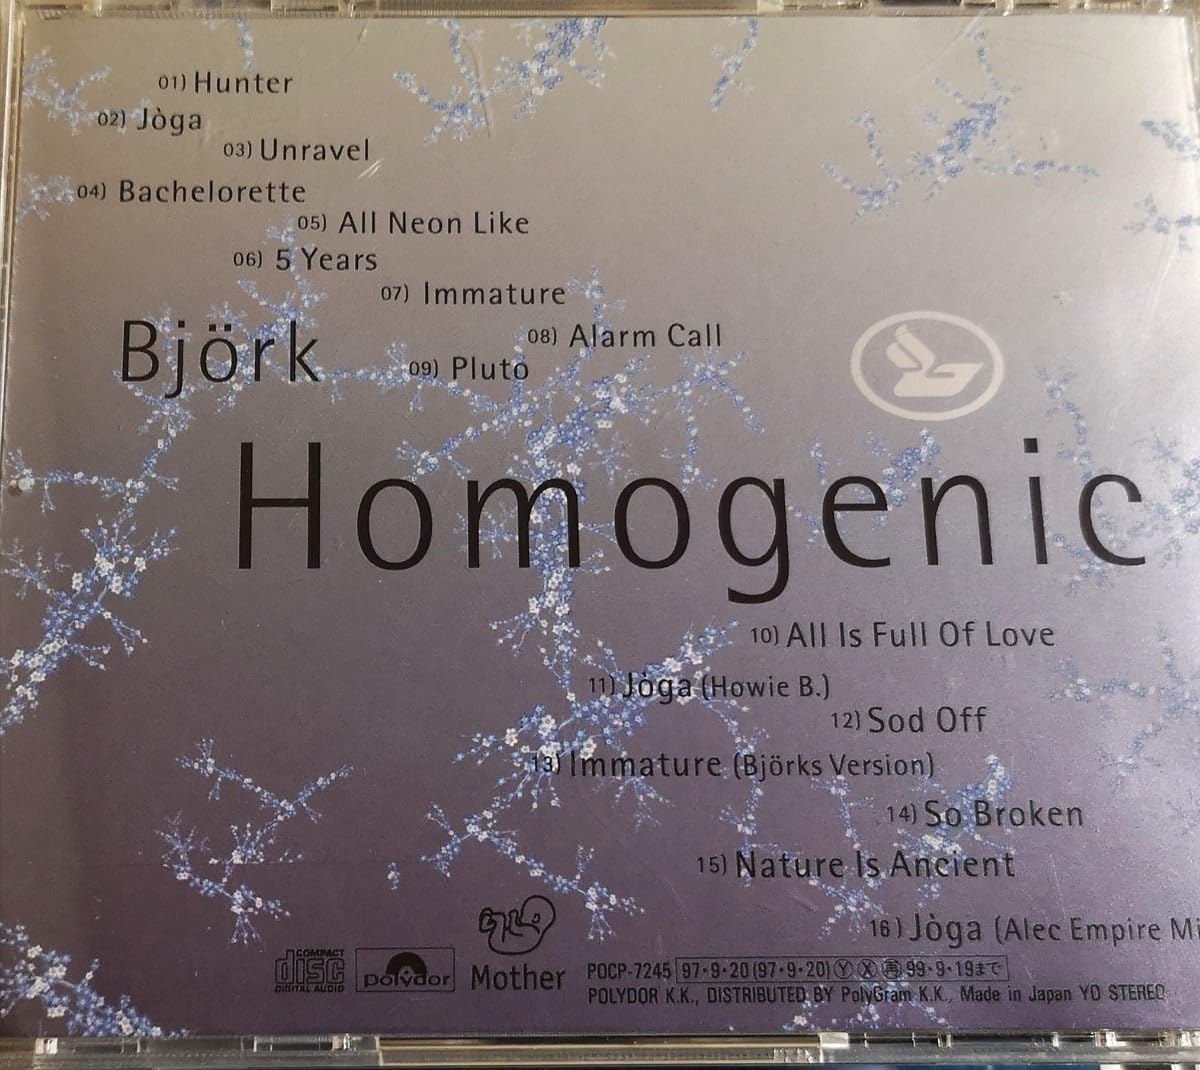 01) Hunter
02) Jòga
03) Unravel
04) Bachelorette
05) All Neon Like
06) 5 Years
07) Immature
08) Alarm Call
Björk
09) Pluto
Homogenic
10) All Is Full Of Love
11) Jòga (Howie B.)
12) Sod Off
13) Immature (Björks Version)
14) So Broken
15) Nature Is Ancient
16) Jòga (Alec Empire Mi
COMPACT
disc
DIGITAL AUDIO
polydor
Mother
POCP-7245 97・9・20 (97・9・20) Ⓨ Ⓧ 再 99・9・19まで
POLYDOR K.K., DISTRIBUTED BY PolyGram K.K., Made in Japan YO STEREO